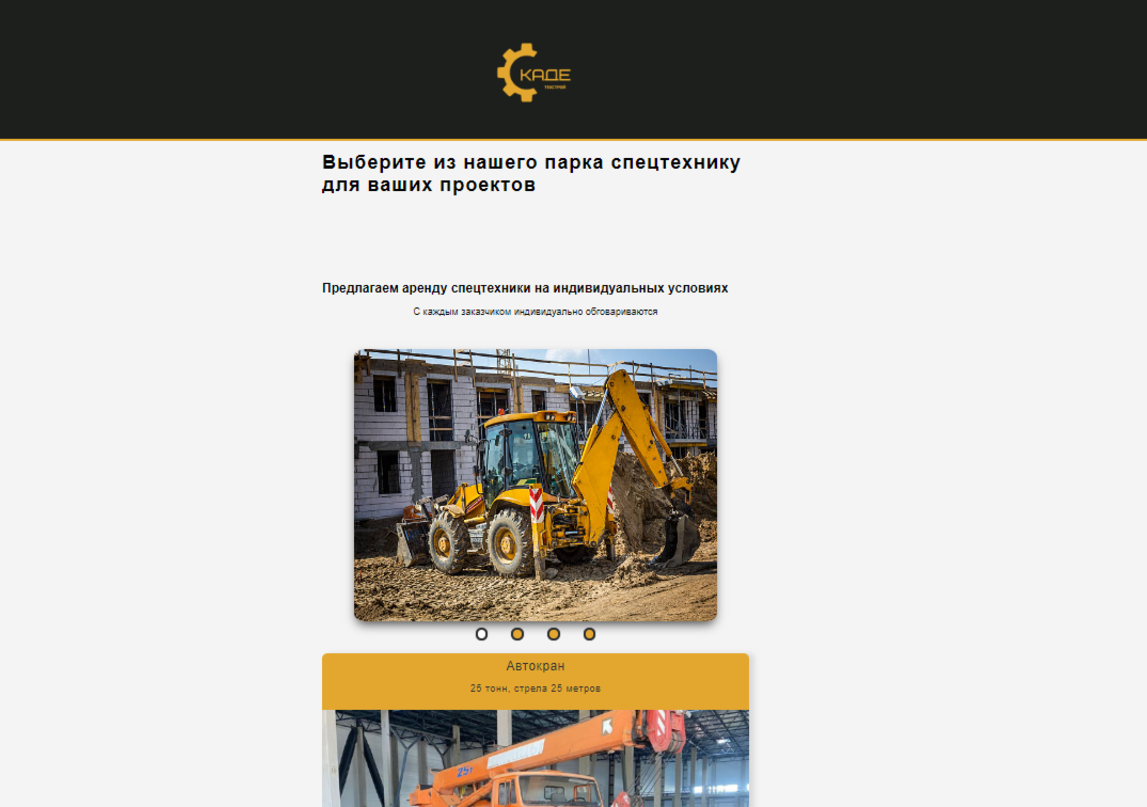 КАДЕ
Выберите из нашего парка спецтехнику
для ваших проектов
Предлагаем аренду спецтехники на индивидуальных условиях
С каждым заказчиком индивидуально обговариваются
Автокран
25 тонн, стрела 25 метров
25т